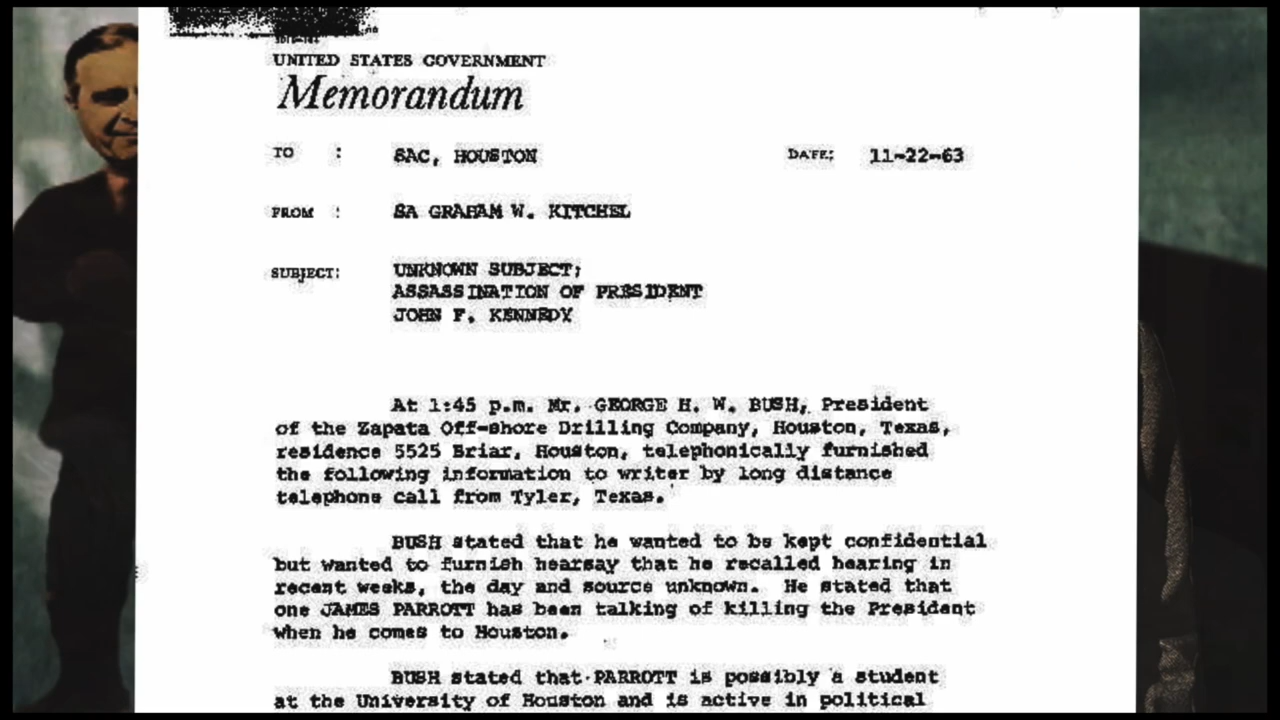 UNITED STATES GOVERNMENT
Memorandum
TO : SAC, HOUSTON DATE: 11-22-63
FROM : SA GRAHAM W. KITCHEL
SUBJECT: UNKNOWN SUBJECT;
ASSASSINATION OF PRESIDENT
JOHN F. KENNEDY
At 1:45 p.m. Mr. GEORGE H. W. BUSH, President
of the Zapata Off-shore Drilling Company, Houston, Texas,
residence 5525 Briar, Houston, telephonically furnished
the following information to writer by long distance
telephone call from Tyler, Texas.
BUSH stated that he wanted to be kept confidential
but wanted to furnish hearsay that he recalled hearing in
recent weeks, the day and source unknown. He stated that
one JAMES PARROTT has been talking of killing the President
when he comes to Houston.
BUSH stated that PARROTT is possibly a student
at the University of Houston and is active in political